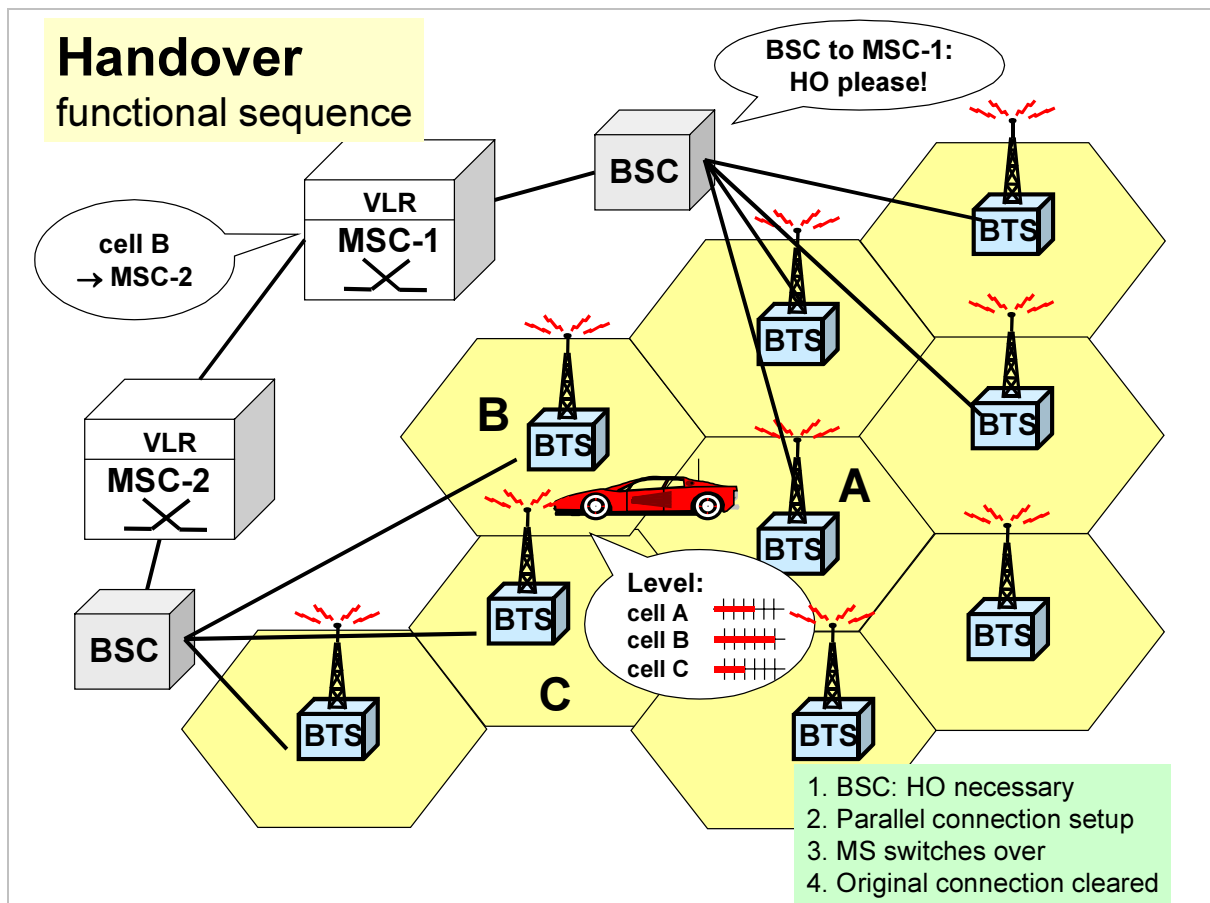 Handover
functional sequence
BSC to MSC-1:
HO please!
BSC
VLR
MSC-1
cell B
→ MSC-2
BTS
BTS
BTS
B
BTS
A
BTS
VLR
MSC-2
BTS
BTS
Level:
cell A
cell B
cell C
BSC
C
BTS
BTS
1. BSC: HO necessary
2. Parallel connection setup
3. MS switches over
4. Original connection cleared